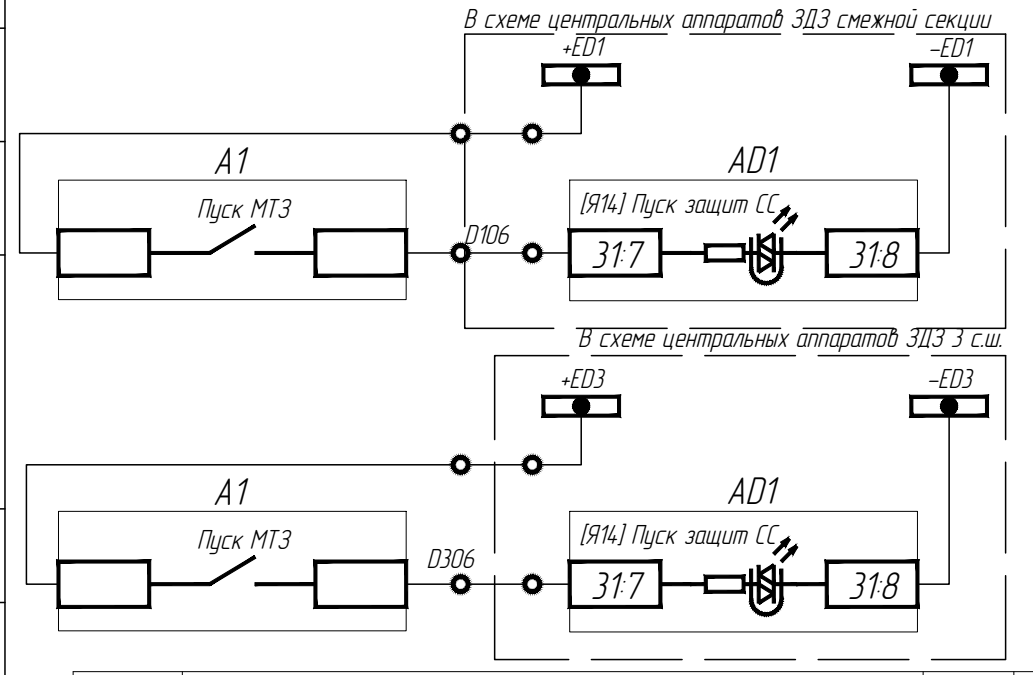 В схеме центральных аппаратов ЗДЗ смежной секции
+ED1
-ED1
A1
AD1
Пуск МТЗ
[Я14] Пуск защит СС
D106
31:7
31:8
В схеме центральных аппаратов ЗДЗ 3 с.ш.
+ED3
-ED3
A1
AD1
Пуск МТЗ
[Я14] Пуск защит СС
D306
31:7
31:8